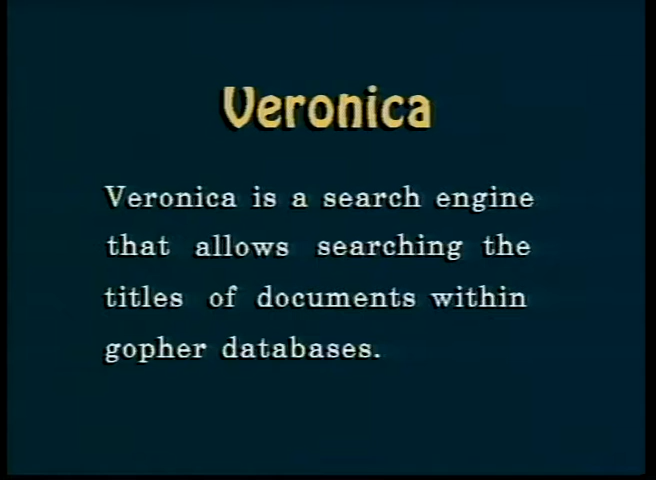 Veronica
Veronica is a search engine
that allows searching the
titles of documents within
gopher databases.